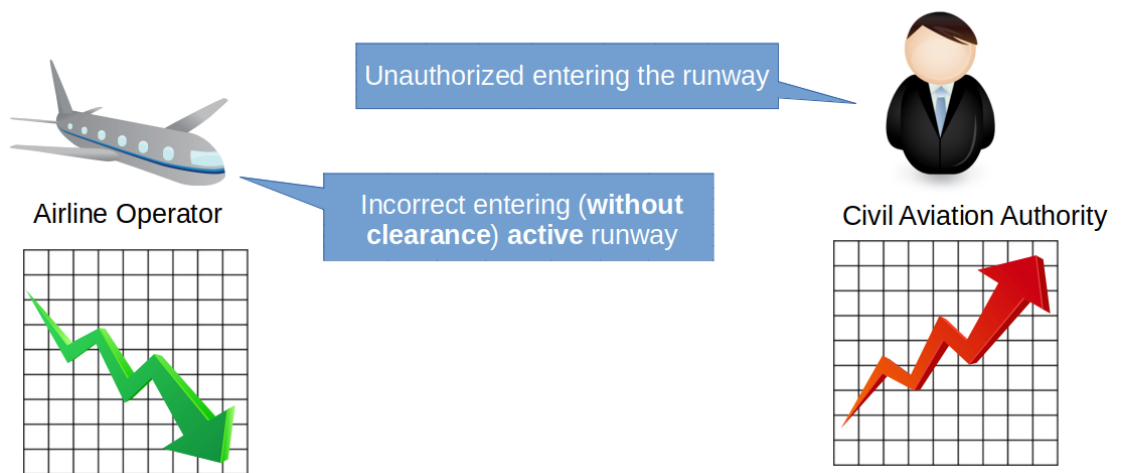 Unauthorized entering the runway
Incorrect entering (without
clearance) active runway
Airline Operator
Civil Aviation Authority